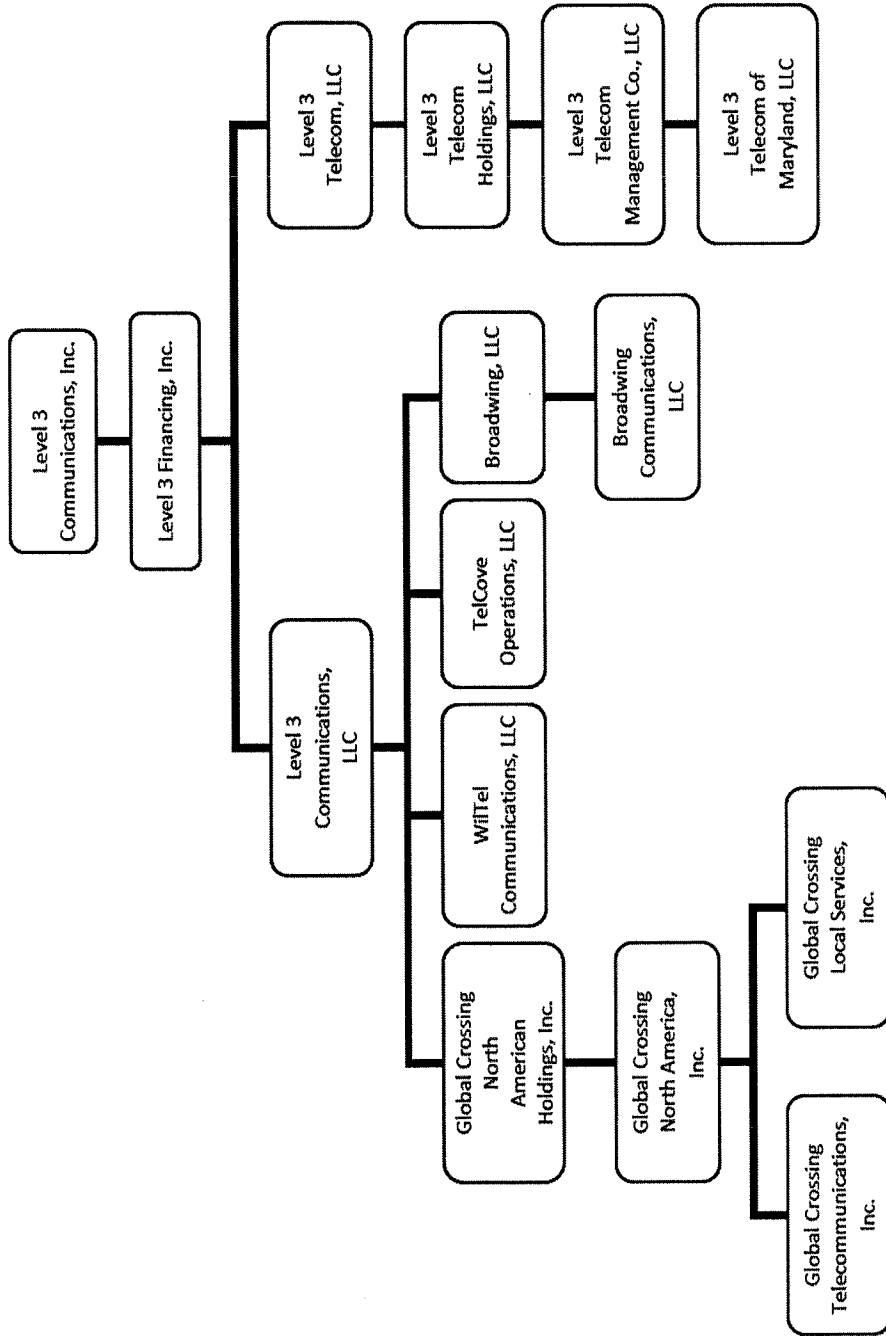 Level 3
Communications, Inc.
Level 3 Financing, Inc.
Level 3
Communications,
LLC
Level 3
Telecom, LLC
Global Crossing
North
American
Holdings, Inc.
WilTel
Communications, LLC
TelCove
Operations, LLC
Broadwing, LLC
Level 3
Telecom
Holdings, LLC
Global Crossing
North America,
Inc.
Broadwing
Communications,
LLC
Level 3
Telecom
Management Co., LLC
Global Crossing
Telecommunications,
Inc.
Global Crossing
Local Services,
Inc.
Level 3
Telecom of
Maryland, LLC